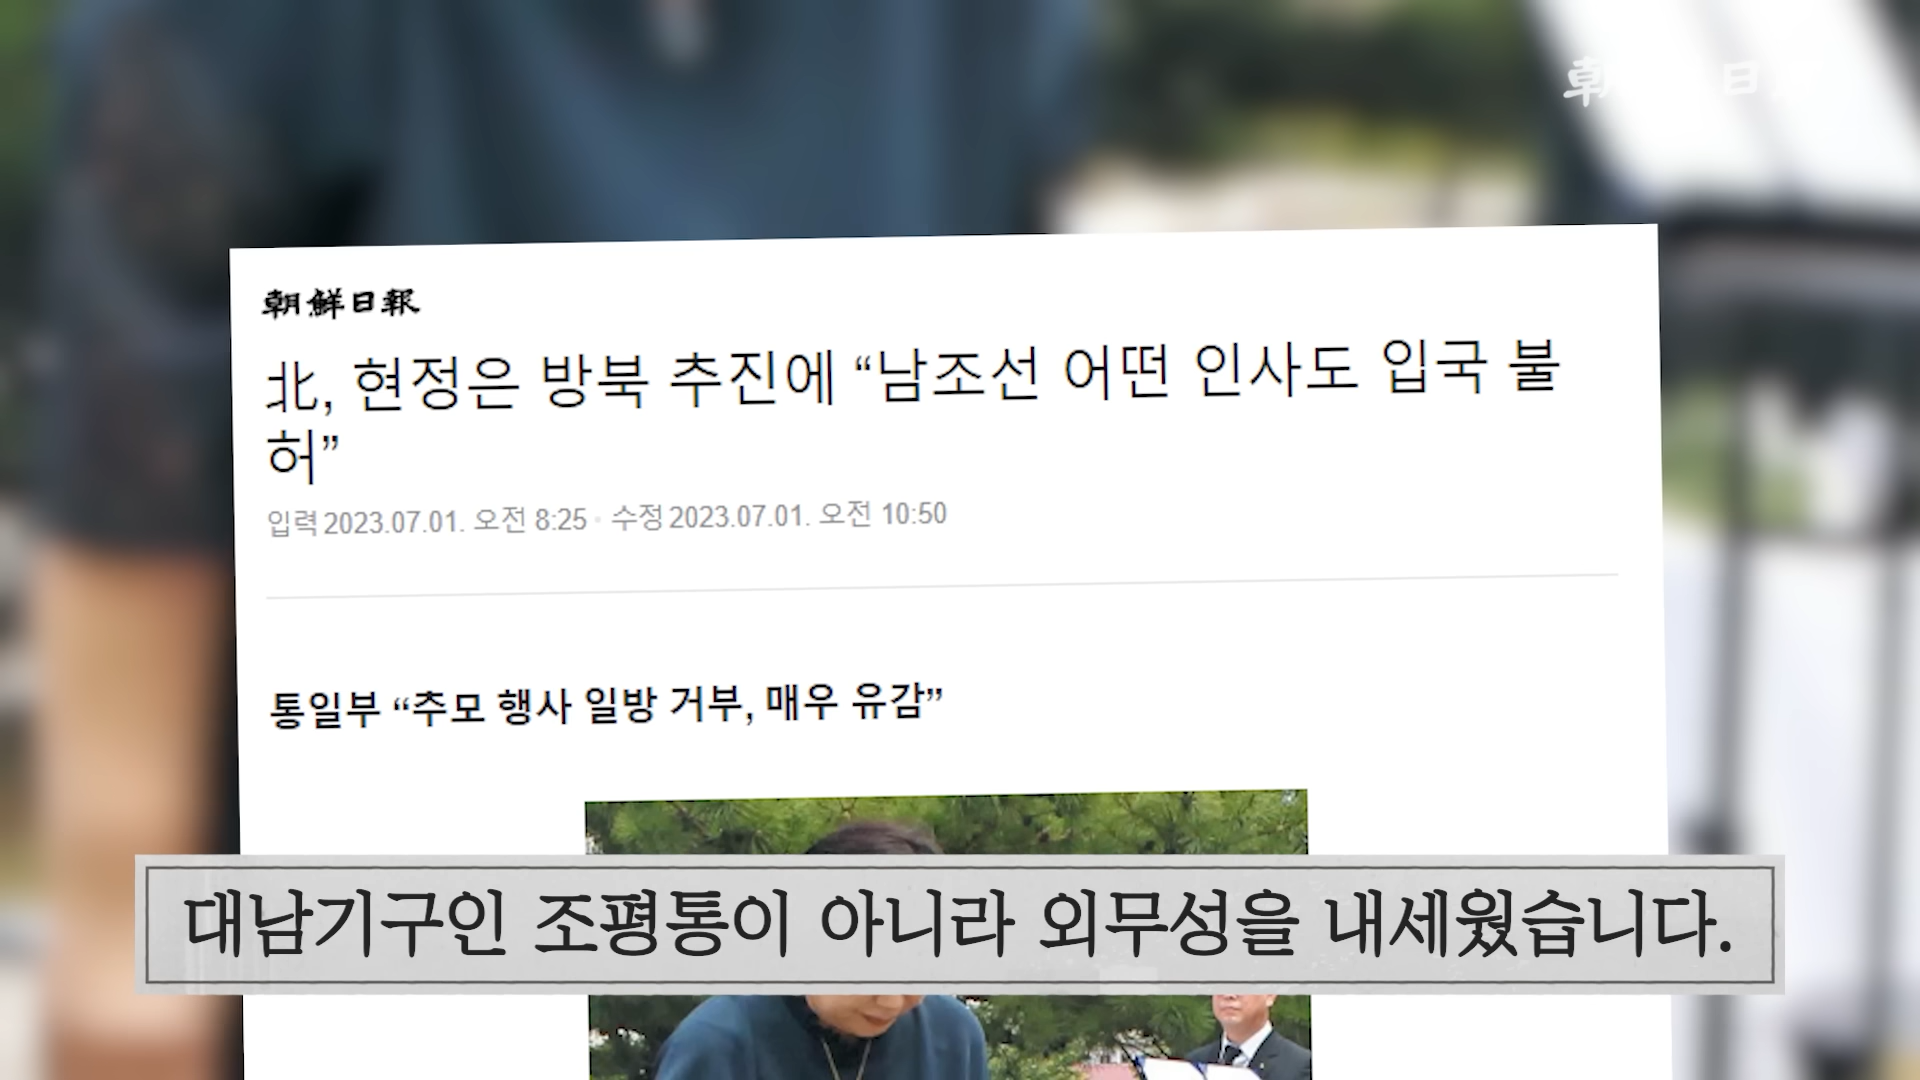 朝 日
朝鮮日報
北, 현정은 방북 추진에 “남조선 어떤 인사도 입국 불
허”
입력 2023.07.01. 오전 8:25 · 수정 2023.07.01. 오전 10:50
통일부 “추모 행사 일방 거부, 매우 유감”
대남기구인 조평통이 아니라 외무성을 내세웠습니다.